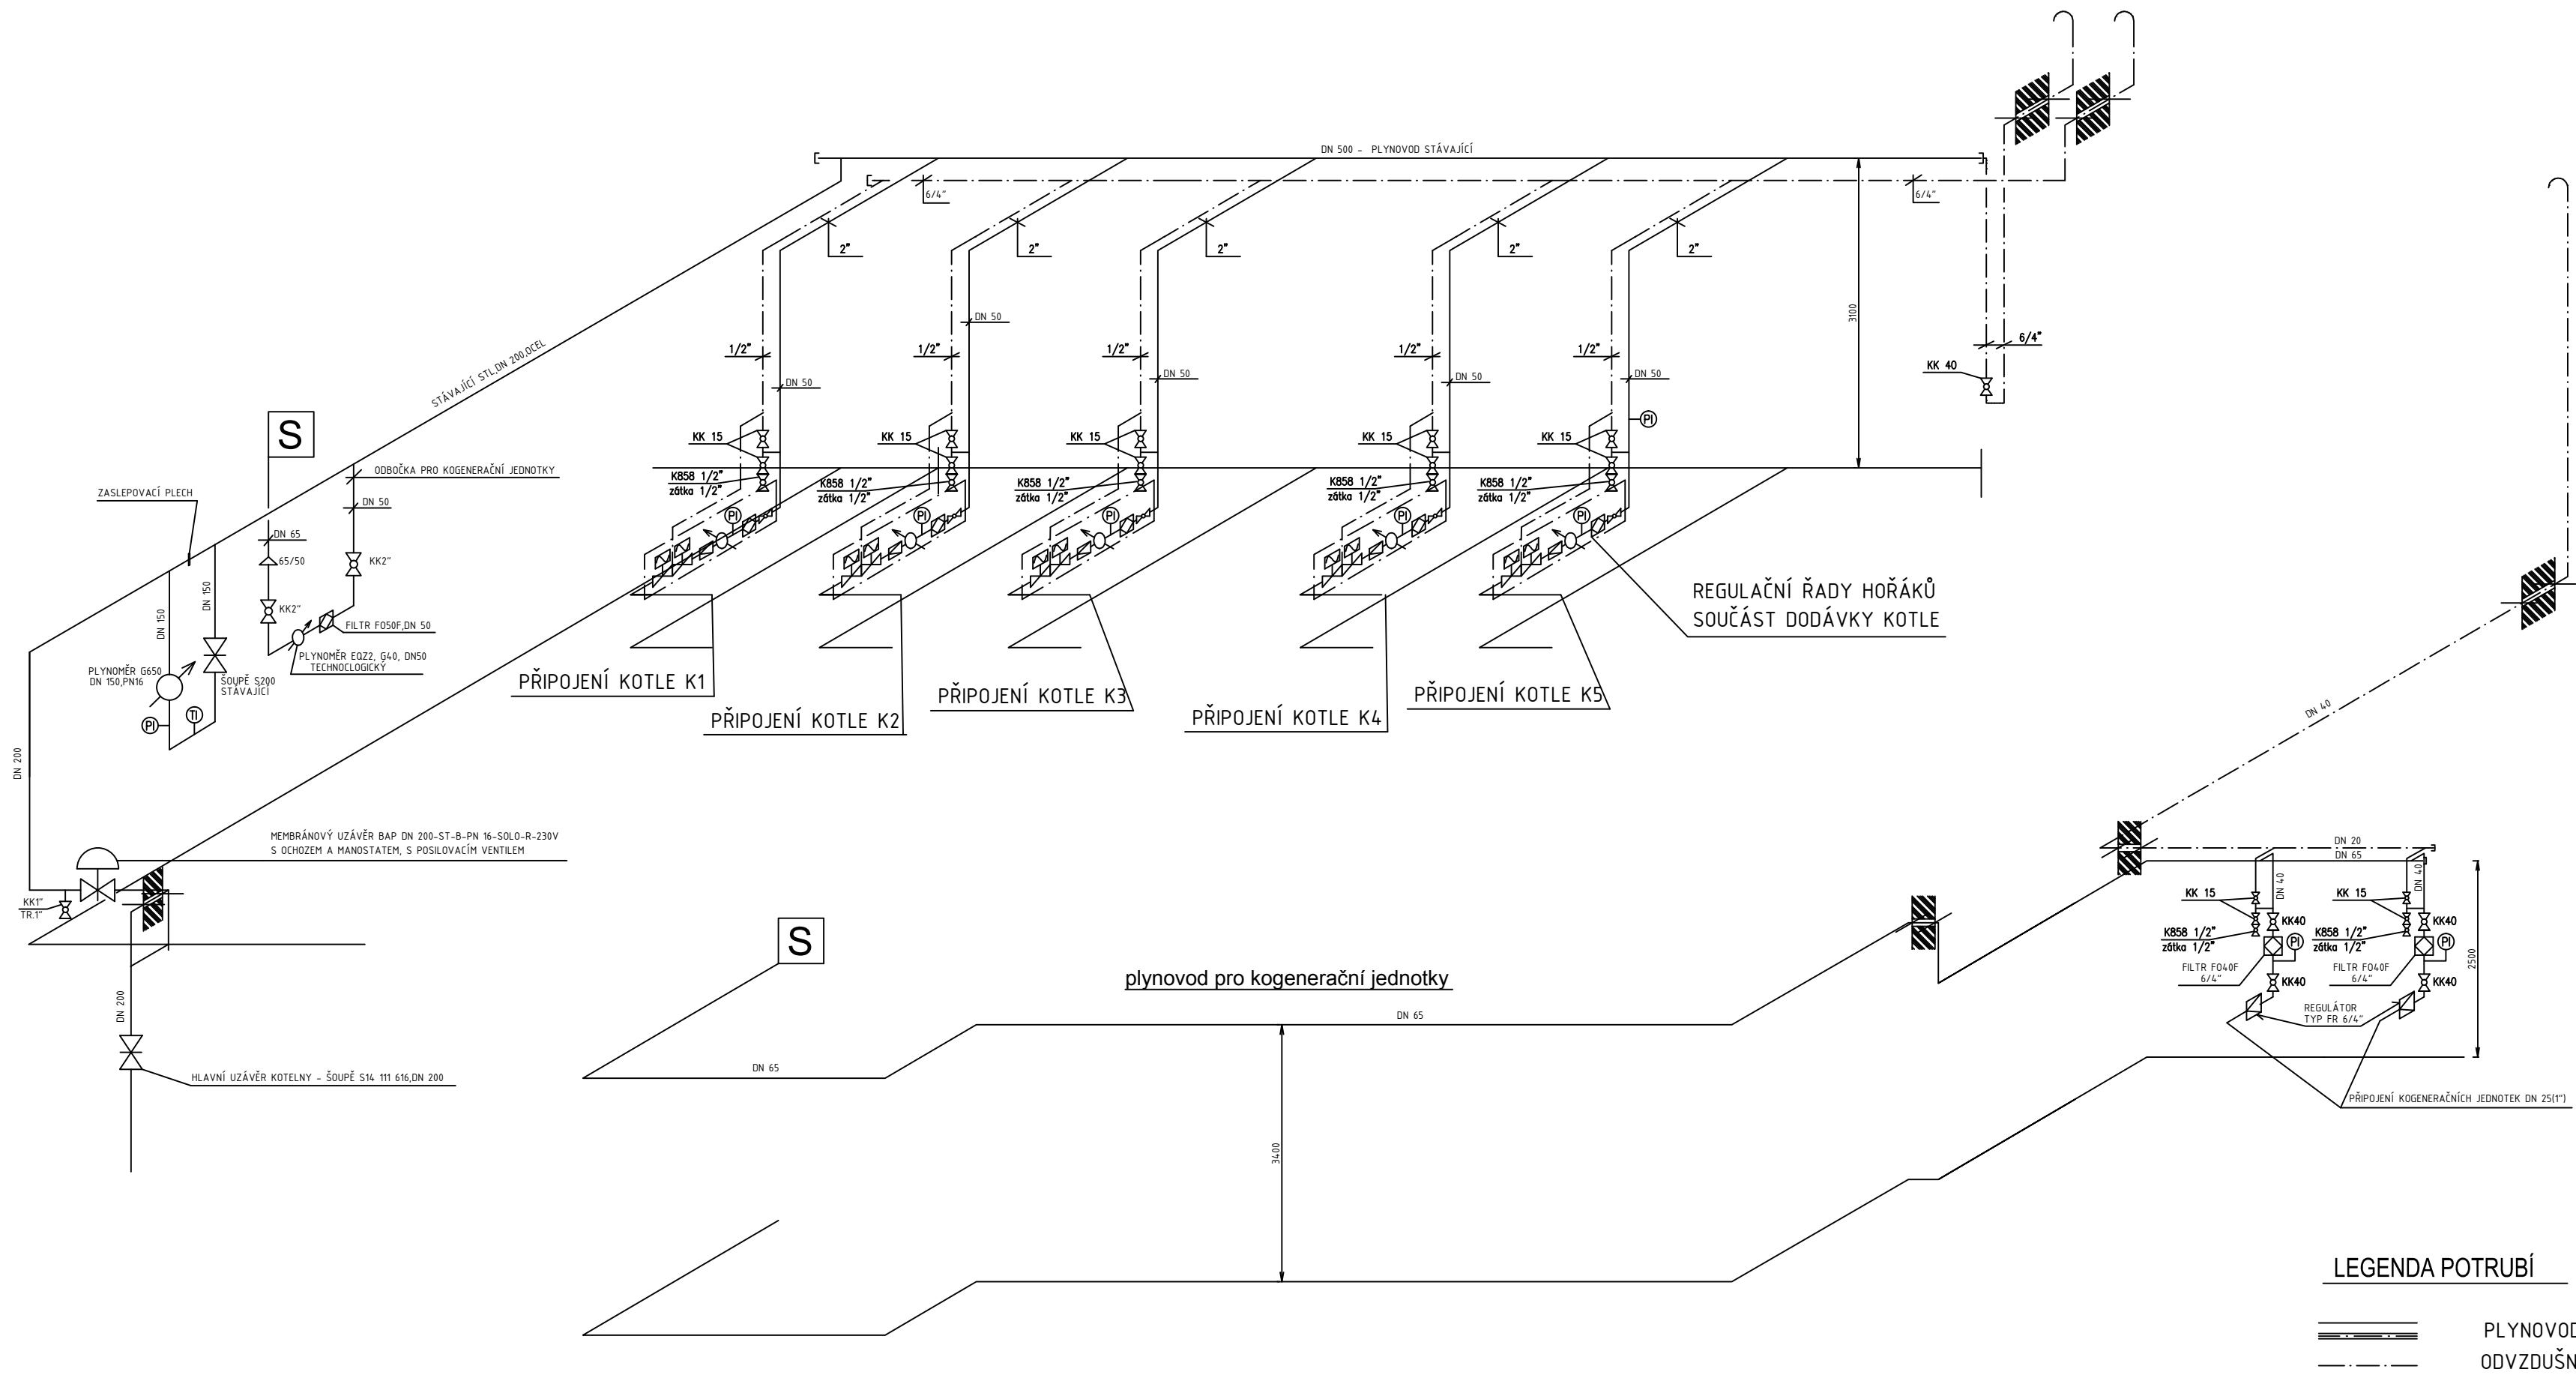 DN 500 - PLYNOVOD STÁVAJÍCÍ
6/4"
6/4"
2"
2"
2"
2"
2"
3100
STÁVAJÍCÍ STL,DN 200,OCEL
1/2"
1/2"
1/2"
1/2"
1/2"
DN 50
DN 50
DN 50
DN 50
DN 50
6/4"
KK 40
S
KK 15
KK 15
KK 15
KK 15
KK 15
PI
ODBOČKA PRO KOGENERAČNÍ JEDNOTKY
ZASLEPOVACÍ PLECH
K858 1/2"
zátka 1/2"
K858 1/2"
zátka 1/2"
K858 1/2"
zátka 1/2"
K858 1/2"
zátka 1/2"
K858 1/2"
zátka 1/2"
DN 50
PI
PI
PI
PI
PI
DN 65
65/50
KK2"
KK2"
DN 150
DN 150
FILTR FO50F,DN 50
PLYNOMĚR EQZ2, G40, DN50
TECHNOCLOGICKÝ
PLYNOMĚR G650
DN 150,PN16
ŠOUPĚ S200
STÁVAJÍCÍ
PI
TI
REGULAČNÍ ŘADY HOŘÁKŮ
SOUČÁST DODÁVKY KOTLE
PŘIPOJENÍ KOTLE K1
PŘIPOJENÍ KOTLE K2
PŘIPOJENÍ KOTLE K3
PŘIPOJENÍ KOTLE K4
PŘIPOJENÍ KOTLE K5
DN 200
DN 40
MEMBRÁNOVÝ UZÁVĚR BAP DN 200-ST-B-PN 16-SOLO-R-230V
S OCHOZEM A MANOSTATEM, S POSILOVACÍM VENTILEM
KK1"
TR.1"
DN 200
HLAVNÍ UZÁVĚR KOTELNY - ŠOUPĚ S14 111 616,DN 200
S
plynovod pro kogenerační jednotky
DN 65
DN 65
3400
DN 20
DN 65
DN 40
DN 40
KK 15
KK 15
KK40
KK40
K858 1/2"
zátka 1/2"
K858 1/2"
zátka 1/2"
PI
PI
FILTR FO40F
6/4"
FILTR FO40F
6/4"
KK40
KK40
2500
REGULÁTOR
TYP FR 6/4"
PŘIPOJENÍ KOGENERAČNÍCH JEDNOTEK DN 25(1")
LEGENDA POTRUBÍ
PLYNOVOD
ODVZDUŠN